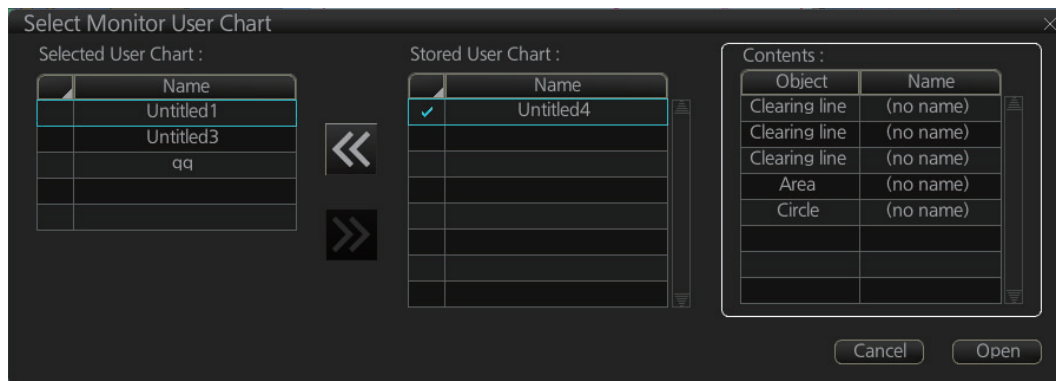 Select Monitor User Chart
Selected User Chart :
Name
Untitled1
Untitled3
qq
Stored User Chart :
Name
Untitled4
Contents :
Object Name
Clearing line (no name)
Clearing line (no name)
Clearing line (no name)
Area (no name)
Circle (no name)
Cancel Open